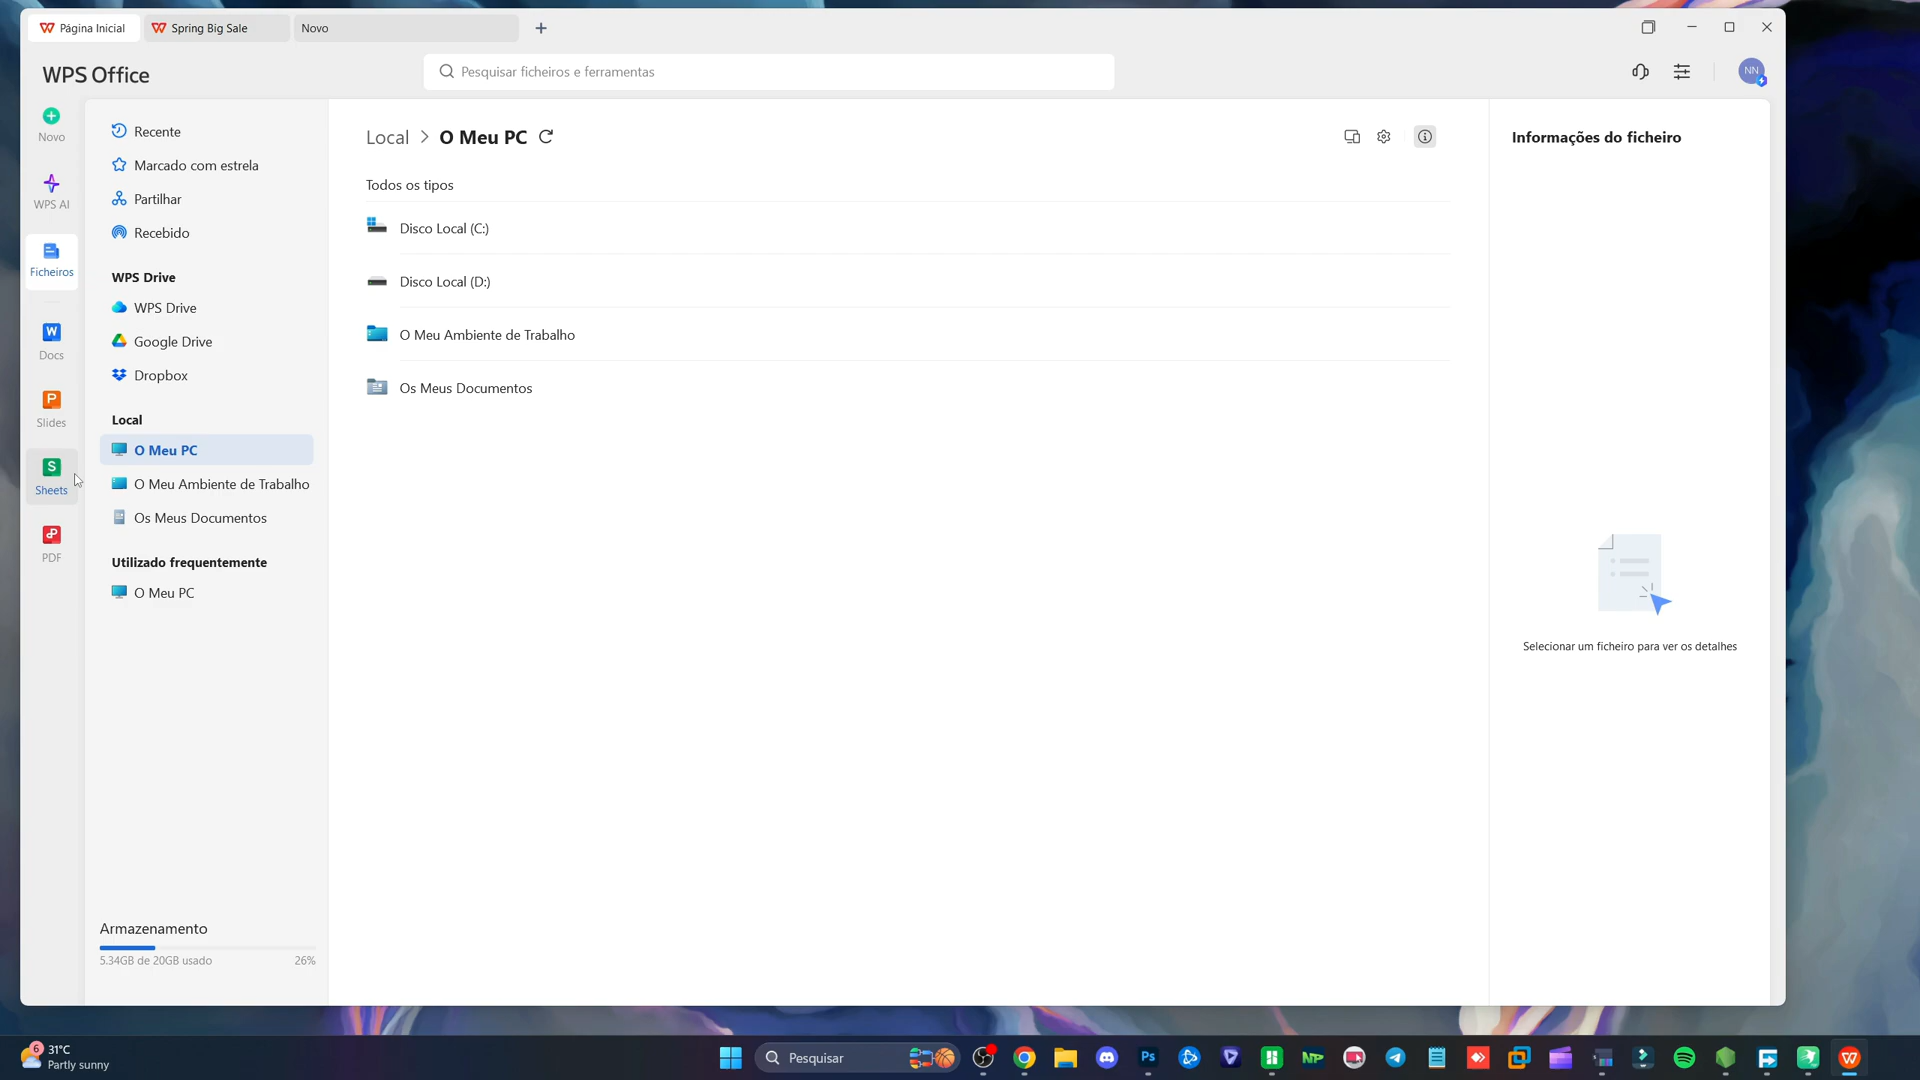 Página Inicial
Spring Big Sale
Novo
WPS Office
Pesquisar ficheiros e ferramentas
NN
Novo
WPS AI
Ficheiros
Docs
Slides
Sheets
PDF
Recente
Marcado com estrela
Partilhar
Recebido
WPS Drive
WPS Drive
Google Drive
Dropbox
Local
O Meu PC
O Meu Ambiente de Trabalho
Os Meus Documentos
Utilizado frequentemente
O Meu PC
Armazenamento
5.34GB de 20GB usado 26%
Local > O Meu PC
Todos os tipos
Disco Local (C:)
Disco Local (D:)
O Meu Ambiente de Trabalho
Os Meus Documentos
Informações do ficheiro
Selecionar um ficheiro para ver os detalhes
6
31°C
Partly sunny
Pesquisar
Ps
NP